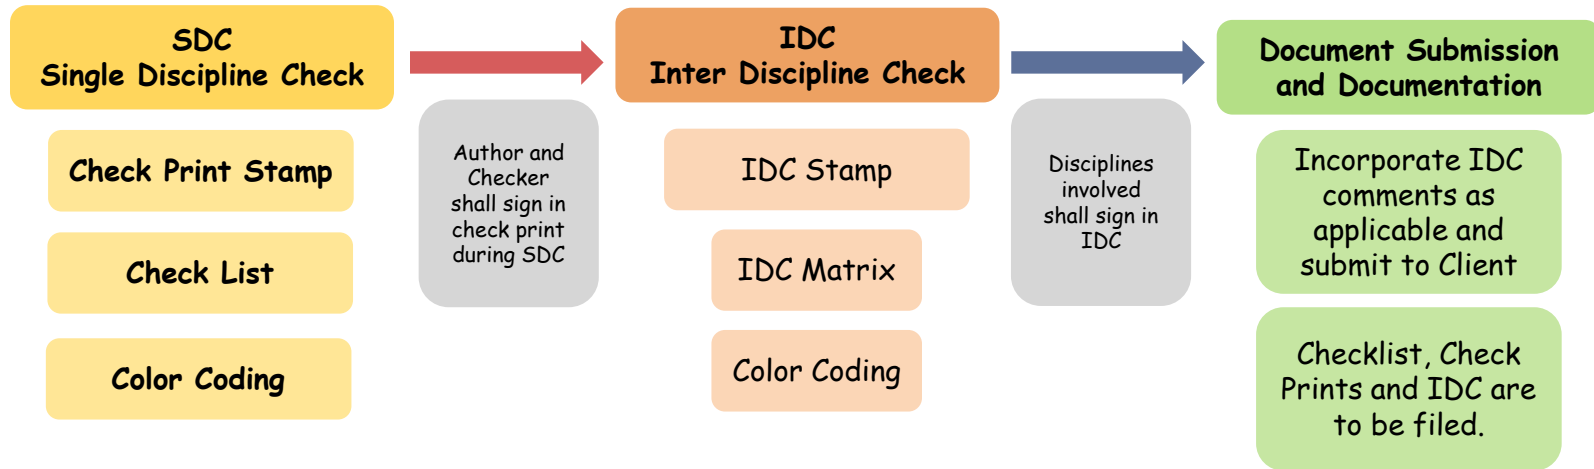 SDC
Single Discipline Check
Check Print Stamp
Check List
Color Coding
Author and
Checker
shall sign in
check print
during SDC
IDC
Inter Discipline Check
IDC Stamp
IDC Matrix
Color Coding
Disciplines
involved
shall sign in
IDC
Document Submission
and Documentation
Incorporate IDC
comments as
applicable and
submit to Client
Checklist, Check
Prints and IDC are
to be filed.